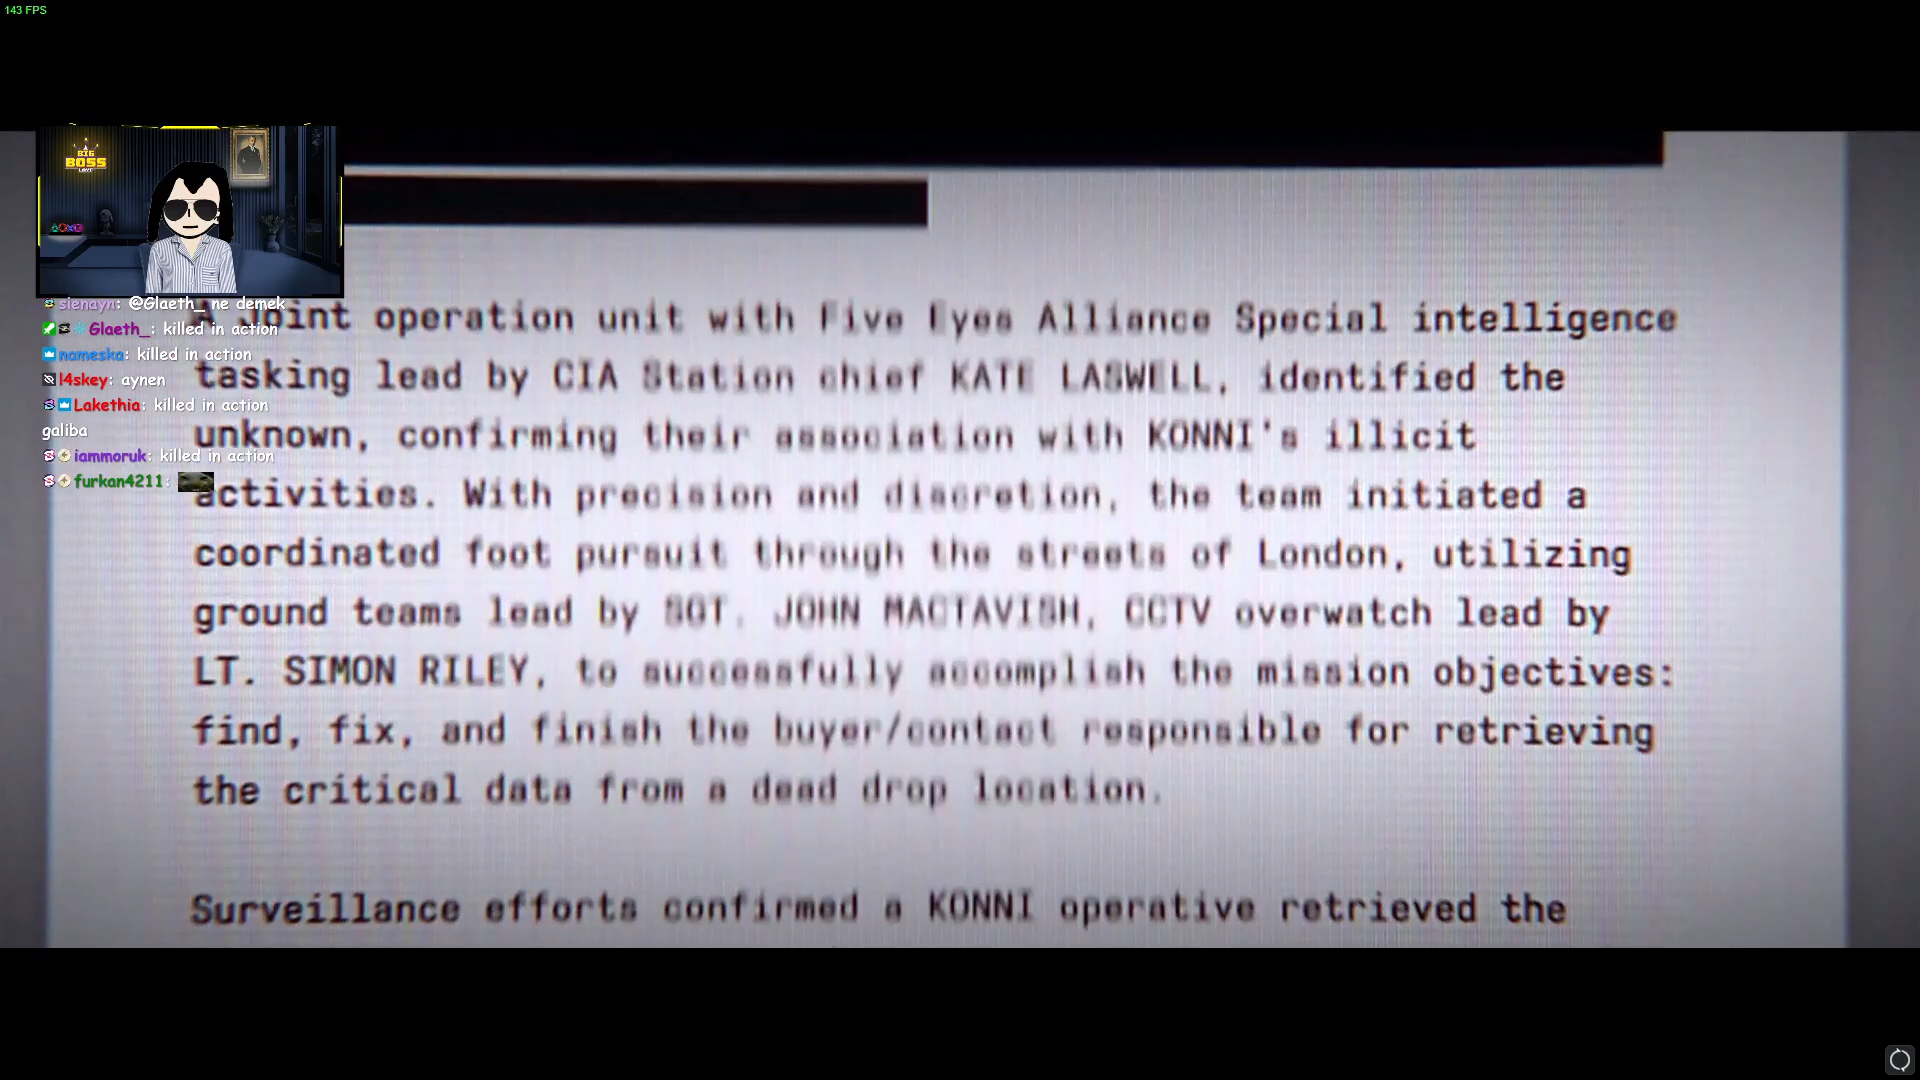 143 FPS
BIG
BOSS
sienayn: @Glaeth_ ne demek
Glaeth_: killed in action
nameska: killed in action
l4skey: aynen
Lakethia: killed in action
galiba
iammoruk: killed in action
furkan4211:
A Joint operation unit with Five Eyes Alliance Special intelligence
tasking lead by CIA Station chief KATE LASWELL, identified the
unknown, confirming their association with KONNI's illicit
activities. With precision and discretion, the team initiated a
coordinated foot pursuit through the streets of London, utilizing
ground teams lead by SGT. JOHN MACTAVISH, CCTV overwatch lead by
LT. SIMON RILEY, to successfully accomplish the mission objectives:
find, fix, and finish the buyer/contact responsible for retrieving
the critical data from a dead drop location.
Surveillance efforts confirmed a KONNI operative retrieved the